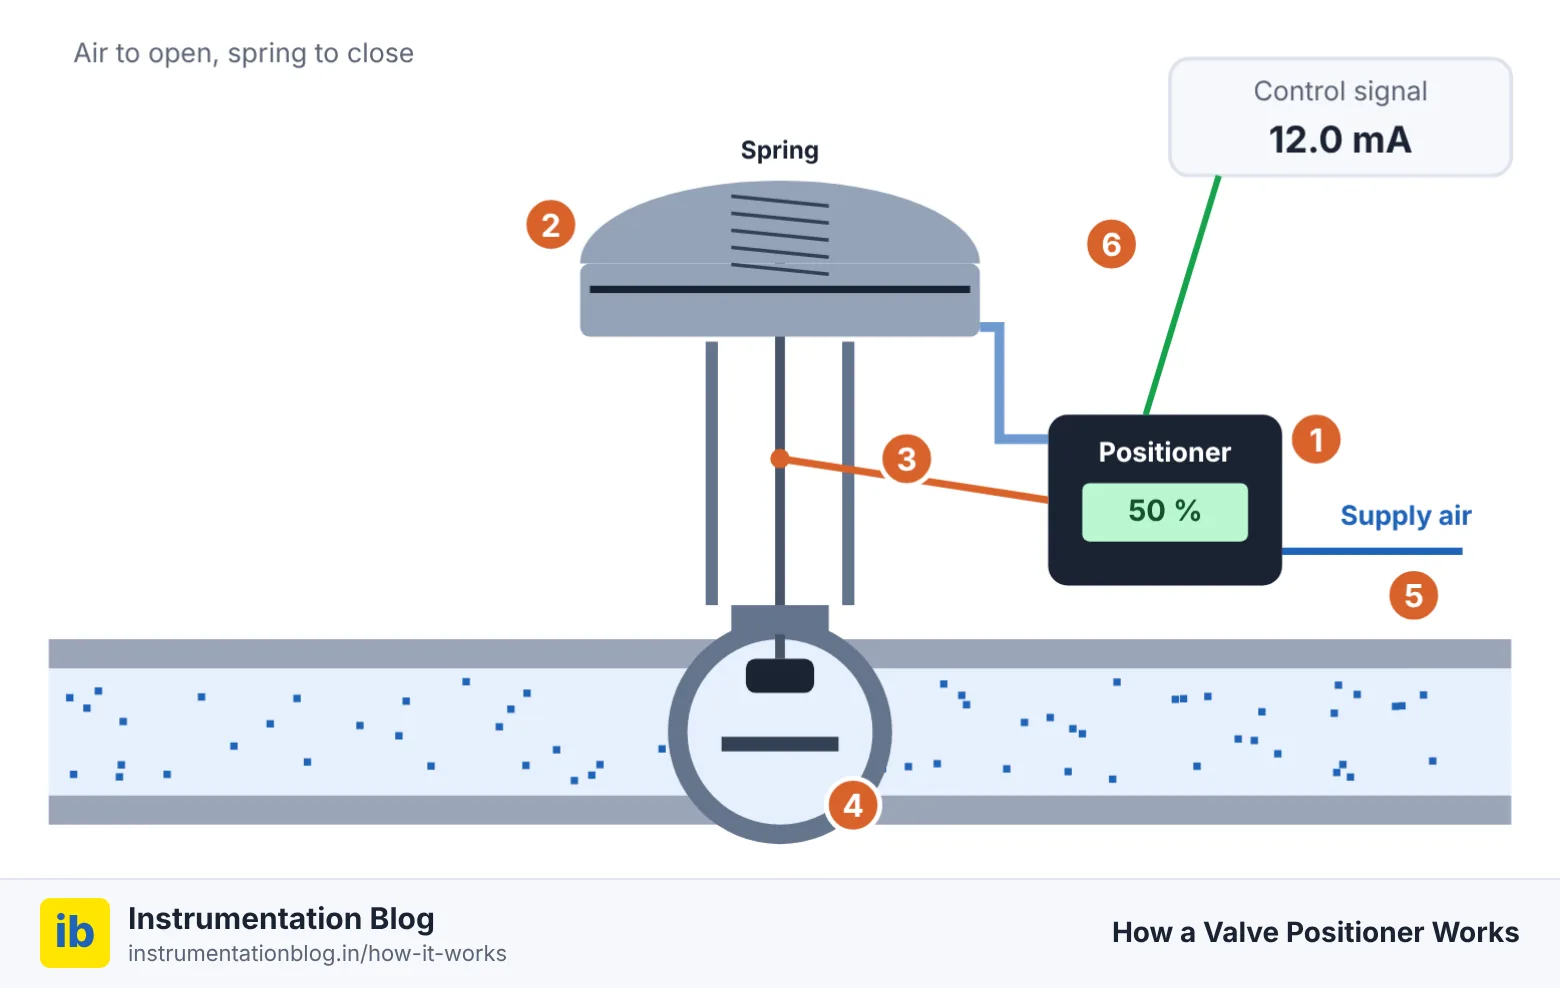 Air to open, spring to close
Control signal
12.0 mA
Spring
2
6
3
Positioner
50 %
1
Supply air
5
4
ib
Instrumentation Blog
instrumentationblog.in/how-it-works
How a Valve Positioner Works